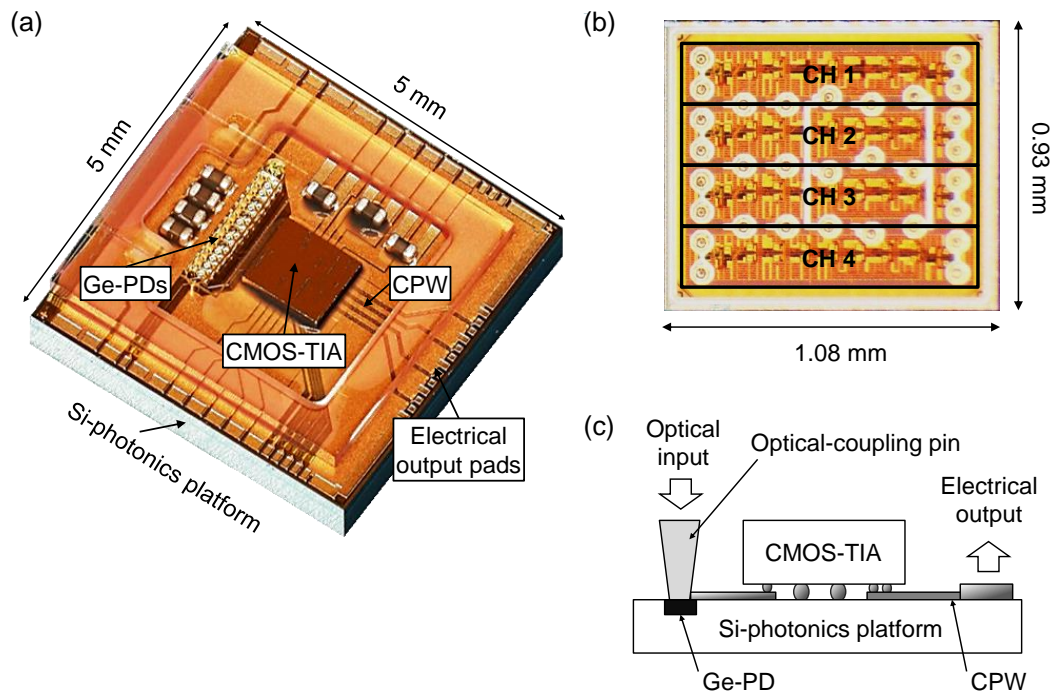 (a)
5 mm
5 mm
Ge-PDs
CPW
CMOS-TIA
Si-photonics platform
Electrical
output pads
(b)
CH 1
CH 2
CH 3
CH 4
0.93 mm
1.08 mm
(c)
Optical
input
Optical-coupling pin
Electrical
output
CMOS-TIA
Si-photonics platform
Ge-PD
CPW